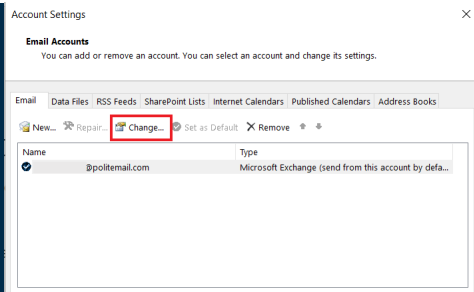 Account Settings
Email Accounts
You can add or remove an account. You can select an account and change its settings.
Email Data Files RSS Feeds SharePoint Lists Internet Calendars Published Calendars Address Books
New... Repair... Change... Set as Default Remove
Name Type
@politemail.com Microsoft Exchange (send from this account by defa...